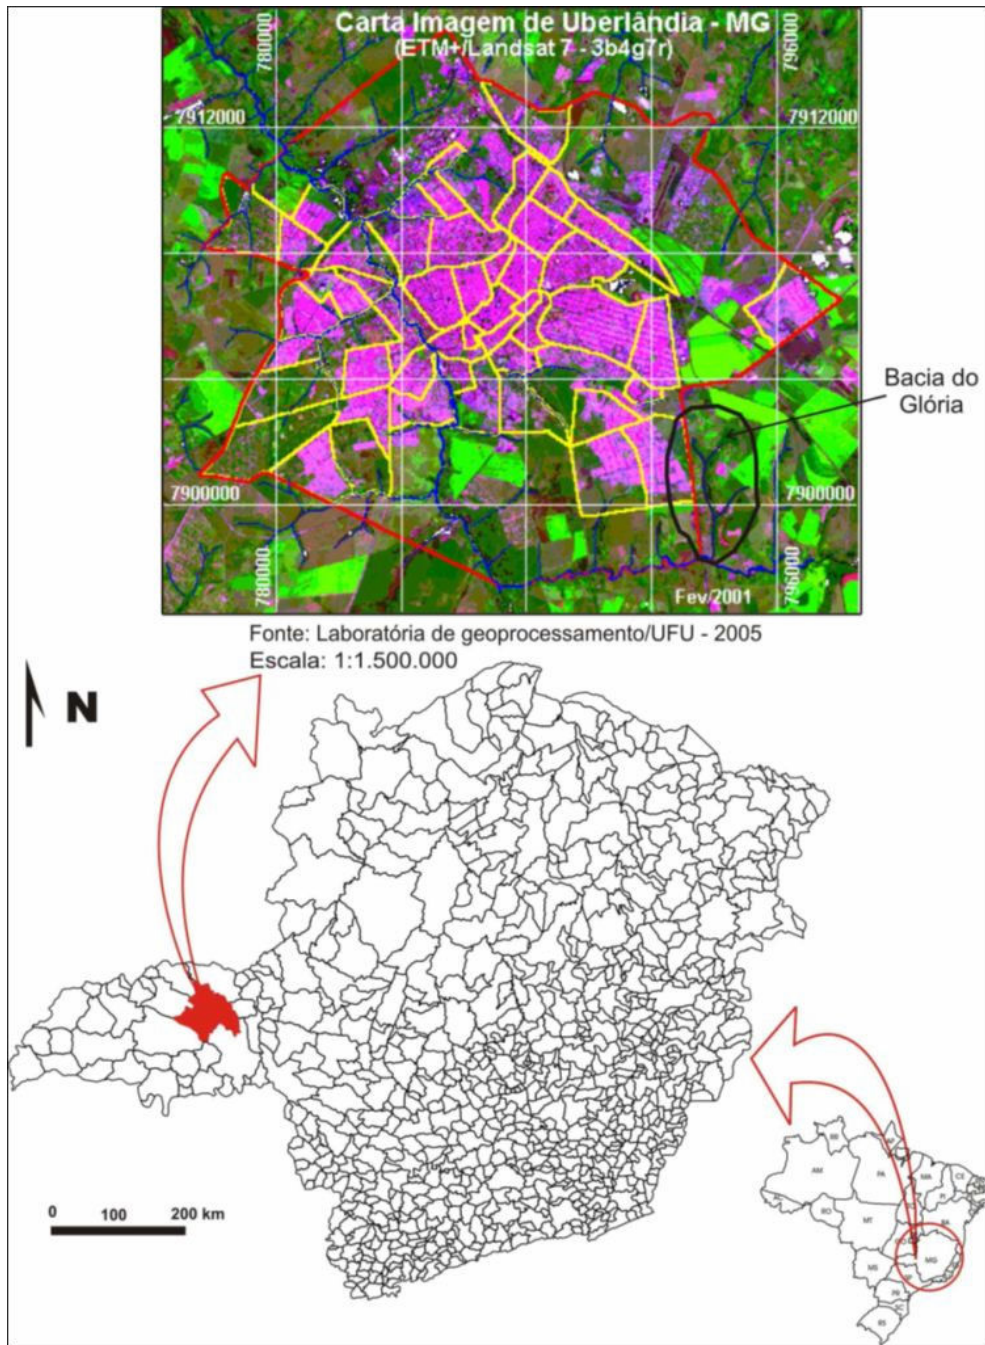 Carta Imagem de Uberlândia - MG
(ETM+/Landsat 7 - 3b4g7r)
780000
796000
7912000
7912000
Bacia do
Glória
7900000
7900000
780000
796000
Fev/2001
Fonte: Laboratória de geoprocessamento/UFU - 2005
Escala: 1:1.500.000
N
0 100 200 km
AM
PA
MA
CE
PI
RO
MT
BA
MG
MS
PR
SC
RS